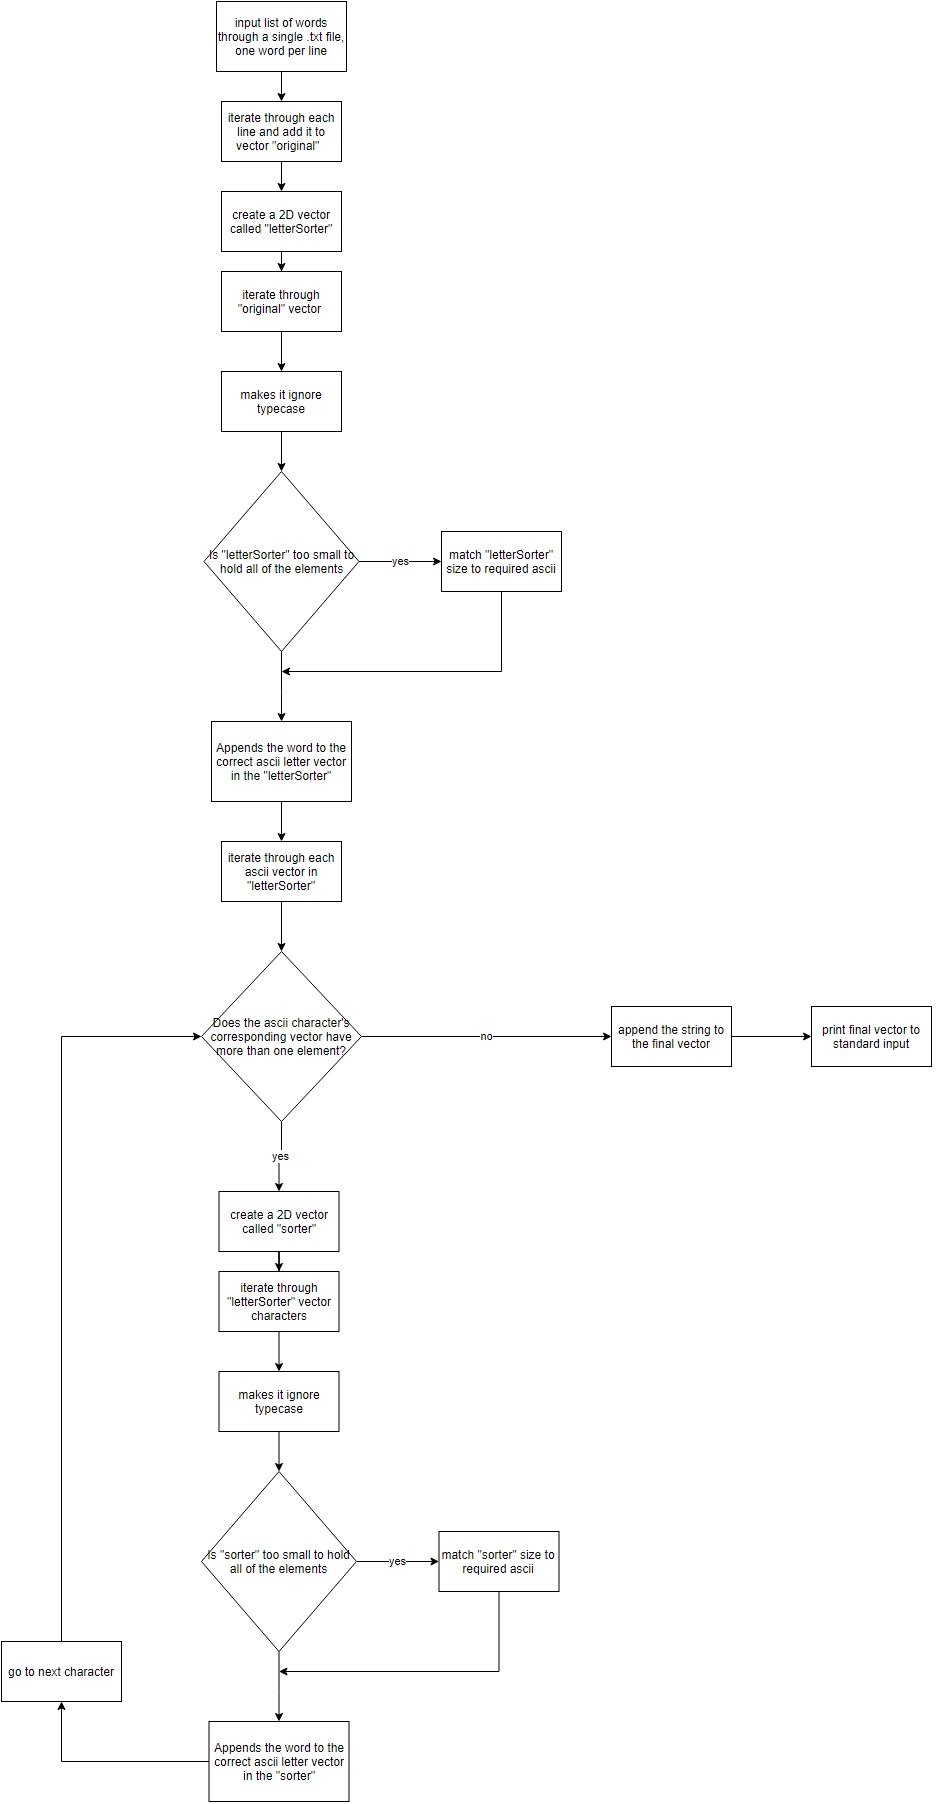 input list of words
through a single .txt file,
one word per line
iterate through each
line and add it to
vector "original"
create a 2D vector
called "letterSorter"
iterate through
"original" vector
makes it ignore
typecase
Is "letterSorter" too small to
hold all of the elements
yes
match "letterSorter"
size to required ascii
Appends the word to the
correct ascii letter vector
in the "letterSorter"
iterate through each
ascii vector in
"letterSorter"
Does the ascii character's
corresponding vector have
more than one element?
no
append the string to
the final vector
print final vector to
standard input
yes
create a 2D vector
called "sorter"
iterate through
"letterSorter" vector
characters
makes it ignore
typecase
Is "sorter" too small to hold
all of the elements
yes
match "sorter" size to
required ascii
go to next character
Appends the word to the
correct ascii letter vector
in the "sorter"